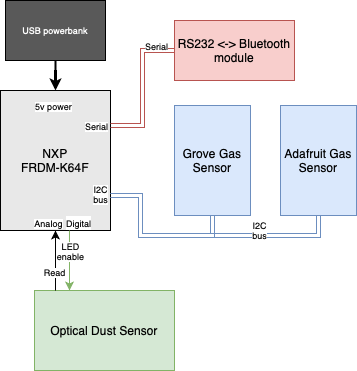 USB powerbank
Serial
RS232 <-> Bluetooth
module
5v power
Serial
NXP
FRDM-K64F
Grove Gas
Sensor
Adafruit Gas
Sensor
I2C
bus
Analog
Digital
I2C
bus
LED
enable
Read
Optical Dust Sensor